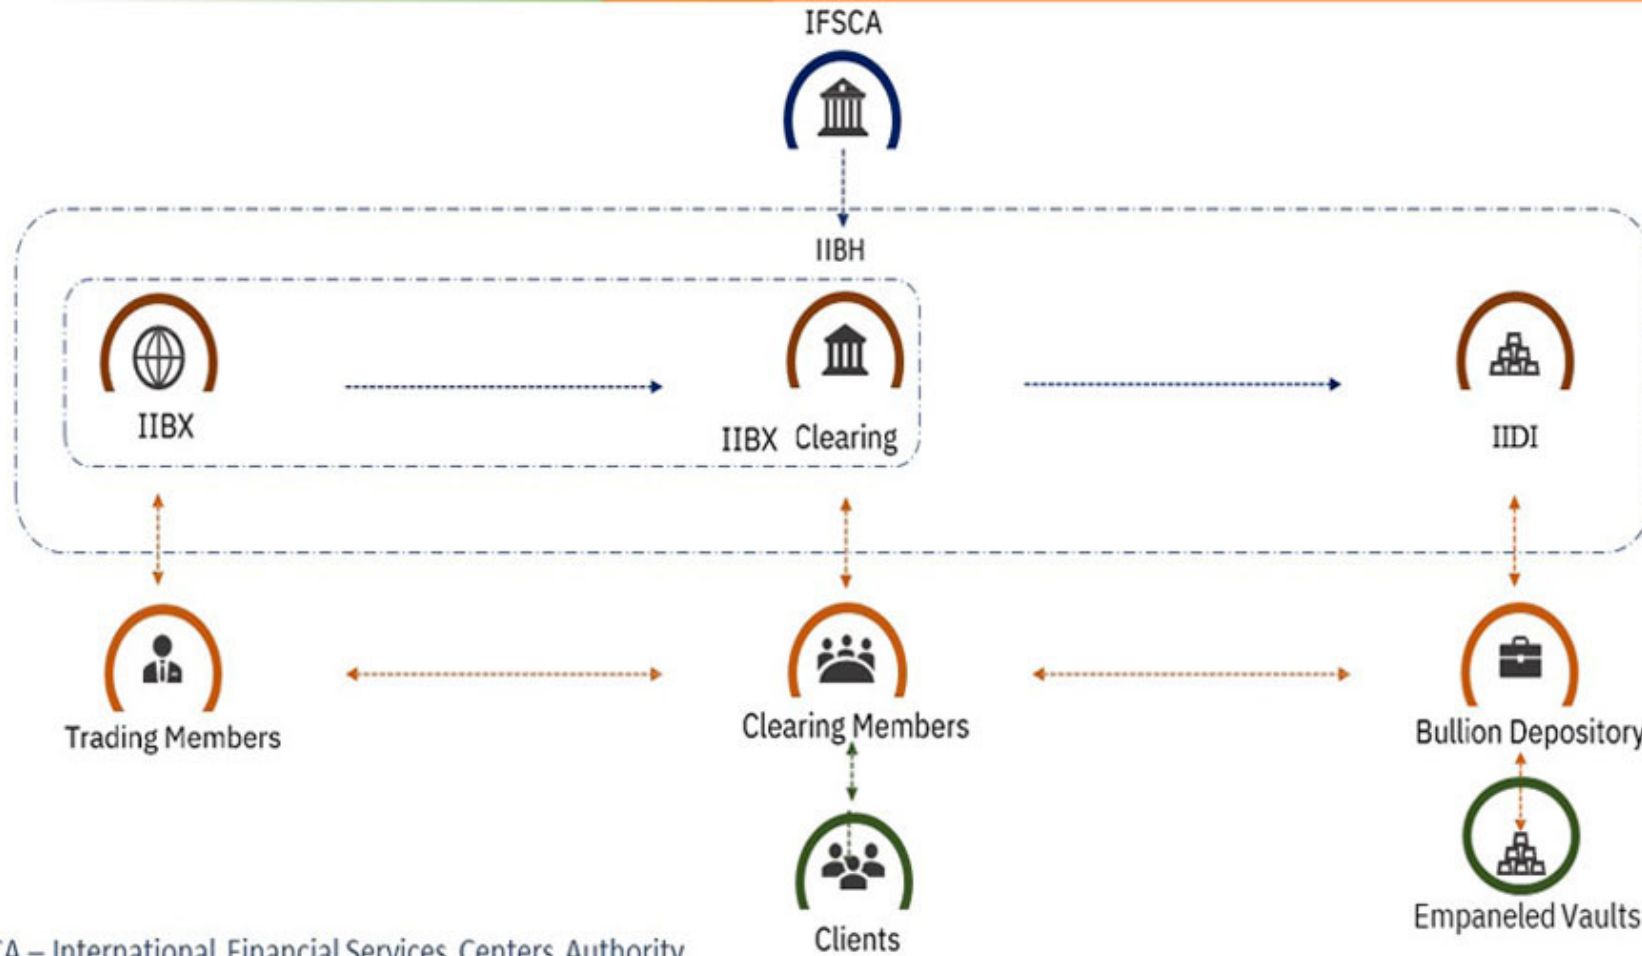 IFSCA
IIBH
IIBX
IIBX Clearing
IIDI
Trading Members
Clearing Members
Bullion Depository
Clients
Empaneled Vaults
CA – International Financial Services Centers Authority